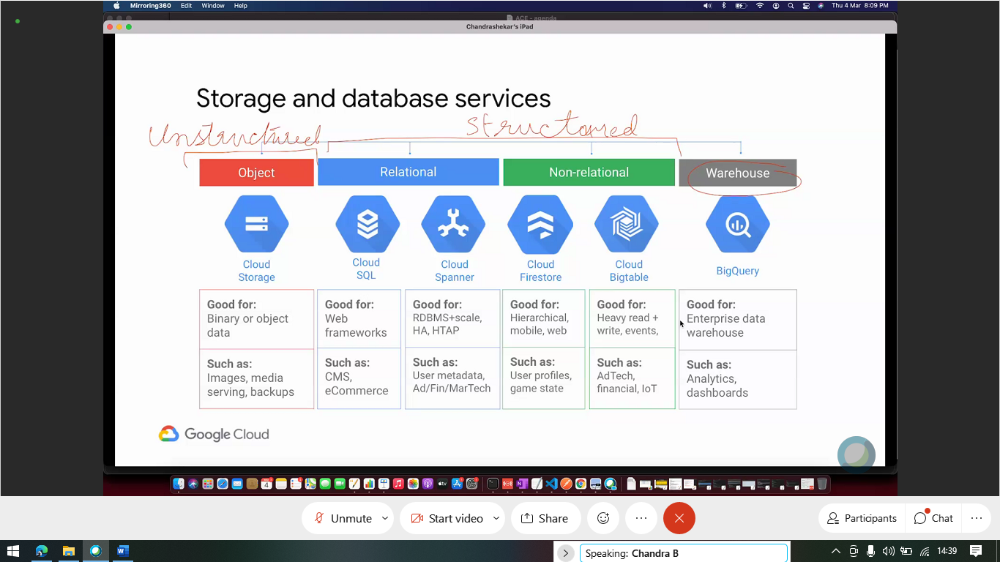 Mirroring360 Edit Window Help
Thu 4 Mar 8:09 PM
ACE - agenda
Chandrashekar's iPad
Storage and database services
Unstructured
Structured
Object
Relational
Non-relational
Warehouse
Cloud
Storage
Cloud
SQL
Cloud
Spanner
Cloud
Firestore
Cloud
Bigtable
BigQuery
Good for:
Binary or object
data
Such as:
Images, media
serving, backups
Good for:
Web
frameworks
Such as:
CMS,
eCommerce
Good for:
RDBMS+scale,
HA, HTAP
Such as:
User metadata,
Ad/Fin/MarTech
Good for:
Hierarchical,
mobile, web
Such as:
User profiles,
game state
Good for:
Heavy read +
write, events,
Such as:
AdTech,
financial, IoT
Good for:
Enterprise data
warehouse
Such as:
Analytics,
dashboards
Google Cloud
Unmute
Start video
Share
Participants
Chat
Speaking: Chandra B
14:39